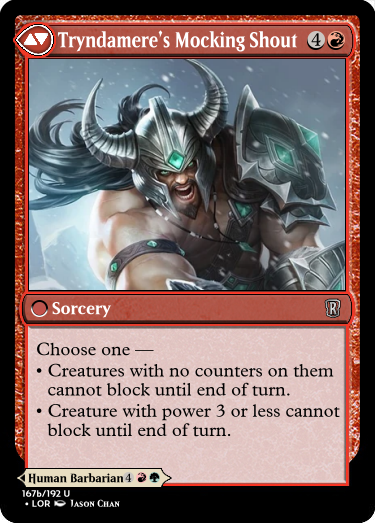 Tryndamere's Mocking Shout 4
Sorcery R
Choose one —
• Creatures with no counters on them
cannot block until end of turn.
• Creature with power 3 or less cannot
block until end of turn.
Human Barbarian 4
167b/192 U
• LOR Jason Chan